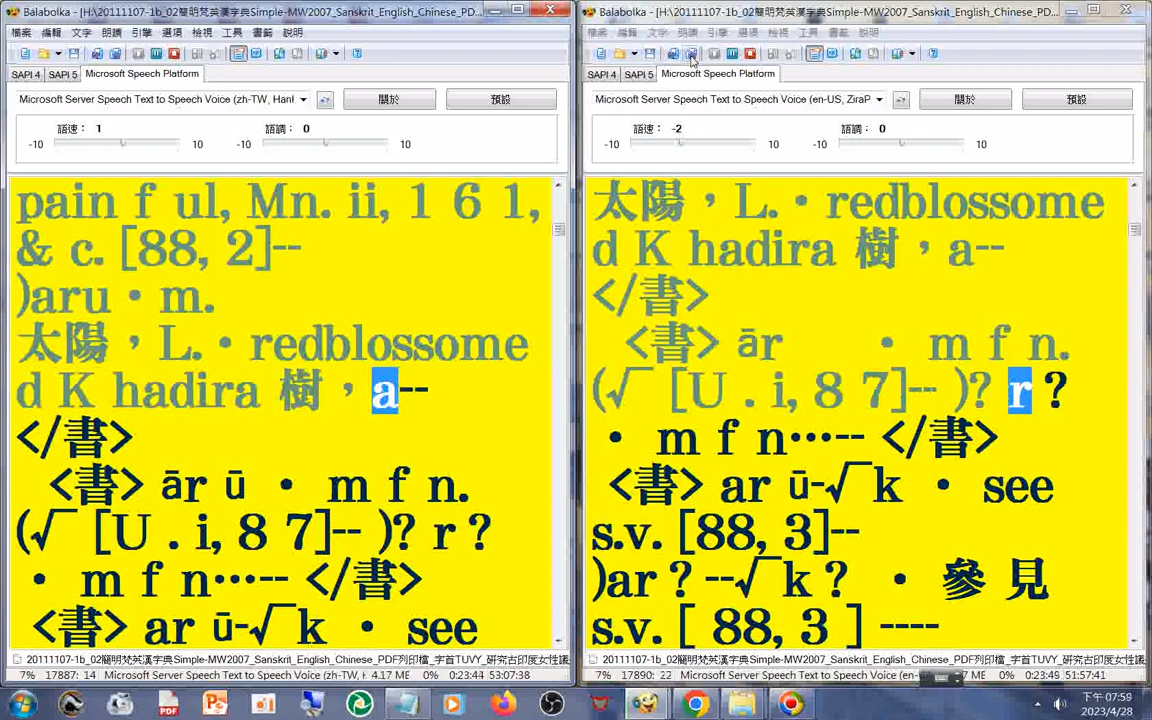 Balabolka - [H:\20111107-1b_02簡明梵英漢字典Simple-MW2007_Sanskrit_English_Chinese_PD...
檔案 編輯 文字 朗讀 引擎 選項 檢視 工具 書籤 說明
SAPI 4 SAPI 5 Microsoft Speech Platform
Microsoft Server Speech Text to Speech Voice (zh-TW, Hanl 關於 預設
語速： 1 語調： 0
-10 10 -10 10
pain f ul, Mn. ii, 1 6 1,
& c. [88, 2]--
)aru・m.
太陽，L.・redblossome
d K hadira 樹，a--
</書>
<書> ār ū ・ m f n.
(√ [U . i, 8 7]-- )? r ?
・ m f n…-- </書>
<書> ar ū-√k ・ see
20111107-1b_02簡明梵英漢字典Simple-MW2007_Sanskrit_English_Chinese_PDF列印檔_字首TUVY_研究古印度女性議
7% 17887: 14 Microsoft Server Speech Text to Speech Voice (zh-TW, H 4.17 ME 0% 0:23:44 53:07:38
Balabolka - [H:\20111107-1b_02簡明梵英漢字典Simple-MW2007_Sanskrit_English_Chinese_PD...
檔案 編輯 文字 朗讀 引擎 選項 檢視 工具 書籤 說明
SAPI 4 SAPI 5 Microsoft Speech Platform
Microsoft Server Speech Text to Speech Voice (en-US, ZiraP 關於 預設
語速： -2 語調： 0
-10 10 -10 10
太陽，L.・redblossome
d K hadira 樹，a--
</書>
<書> ār ・ m f n.
(√ [U . i, 8 7]-- )? r ?
・ m f n…-- </書>
<書> ar ū-√k ・ see
s.v. [88, 3]--
)ar ? --√k ? ・ 參 見
s.v. [ 88, 3 ] ----
20111107-1b_02簡明梵英漢字典Simple-MW2007_Sanskrit_English_Chinese_PDF列印檔_字首TUVY_研究古印度女性議
7% 17890: 22 Microsoft Server Speech Text to Speech Voice (en-US 0% 0:23:49 51:57:41
下午 07:59
2023/4/28